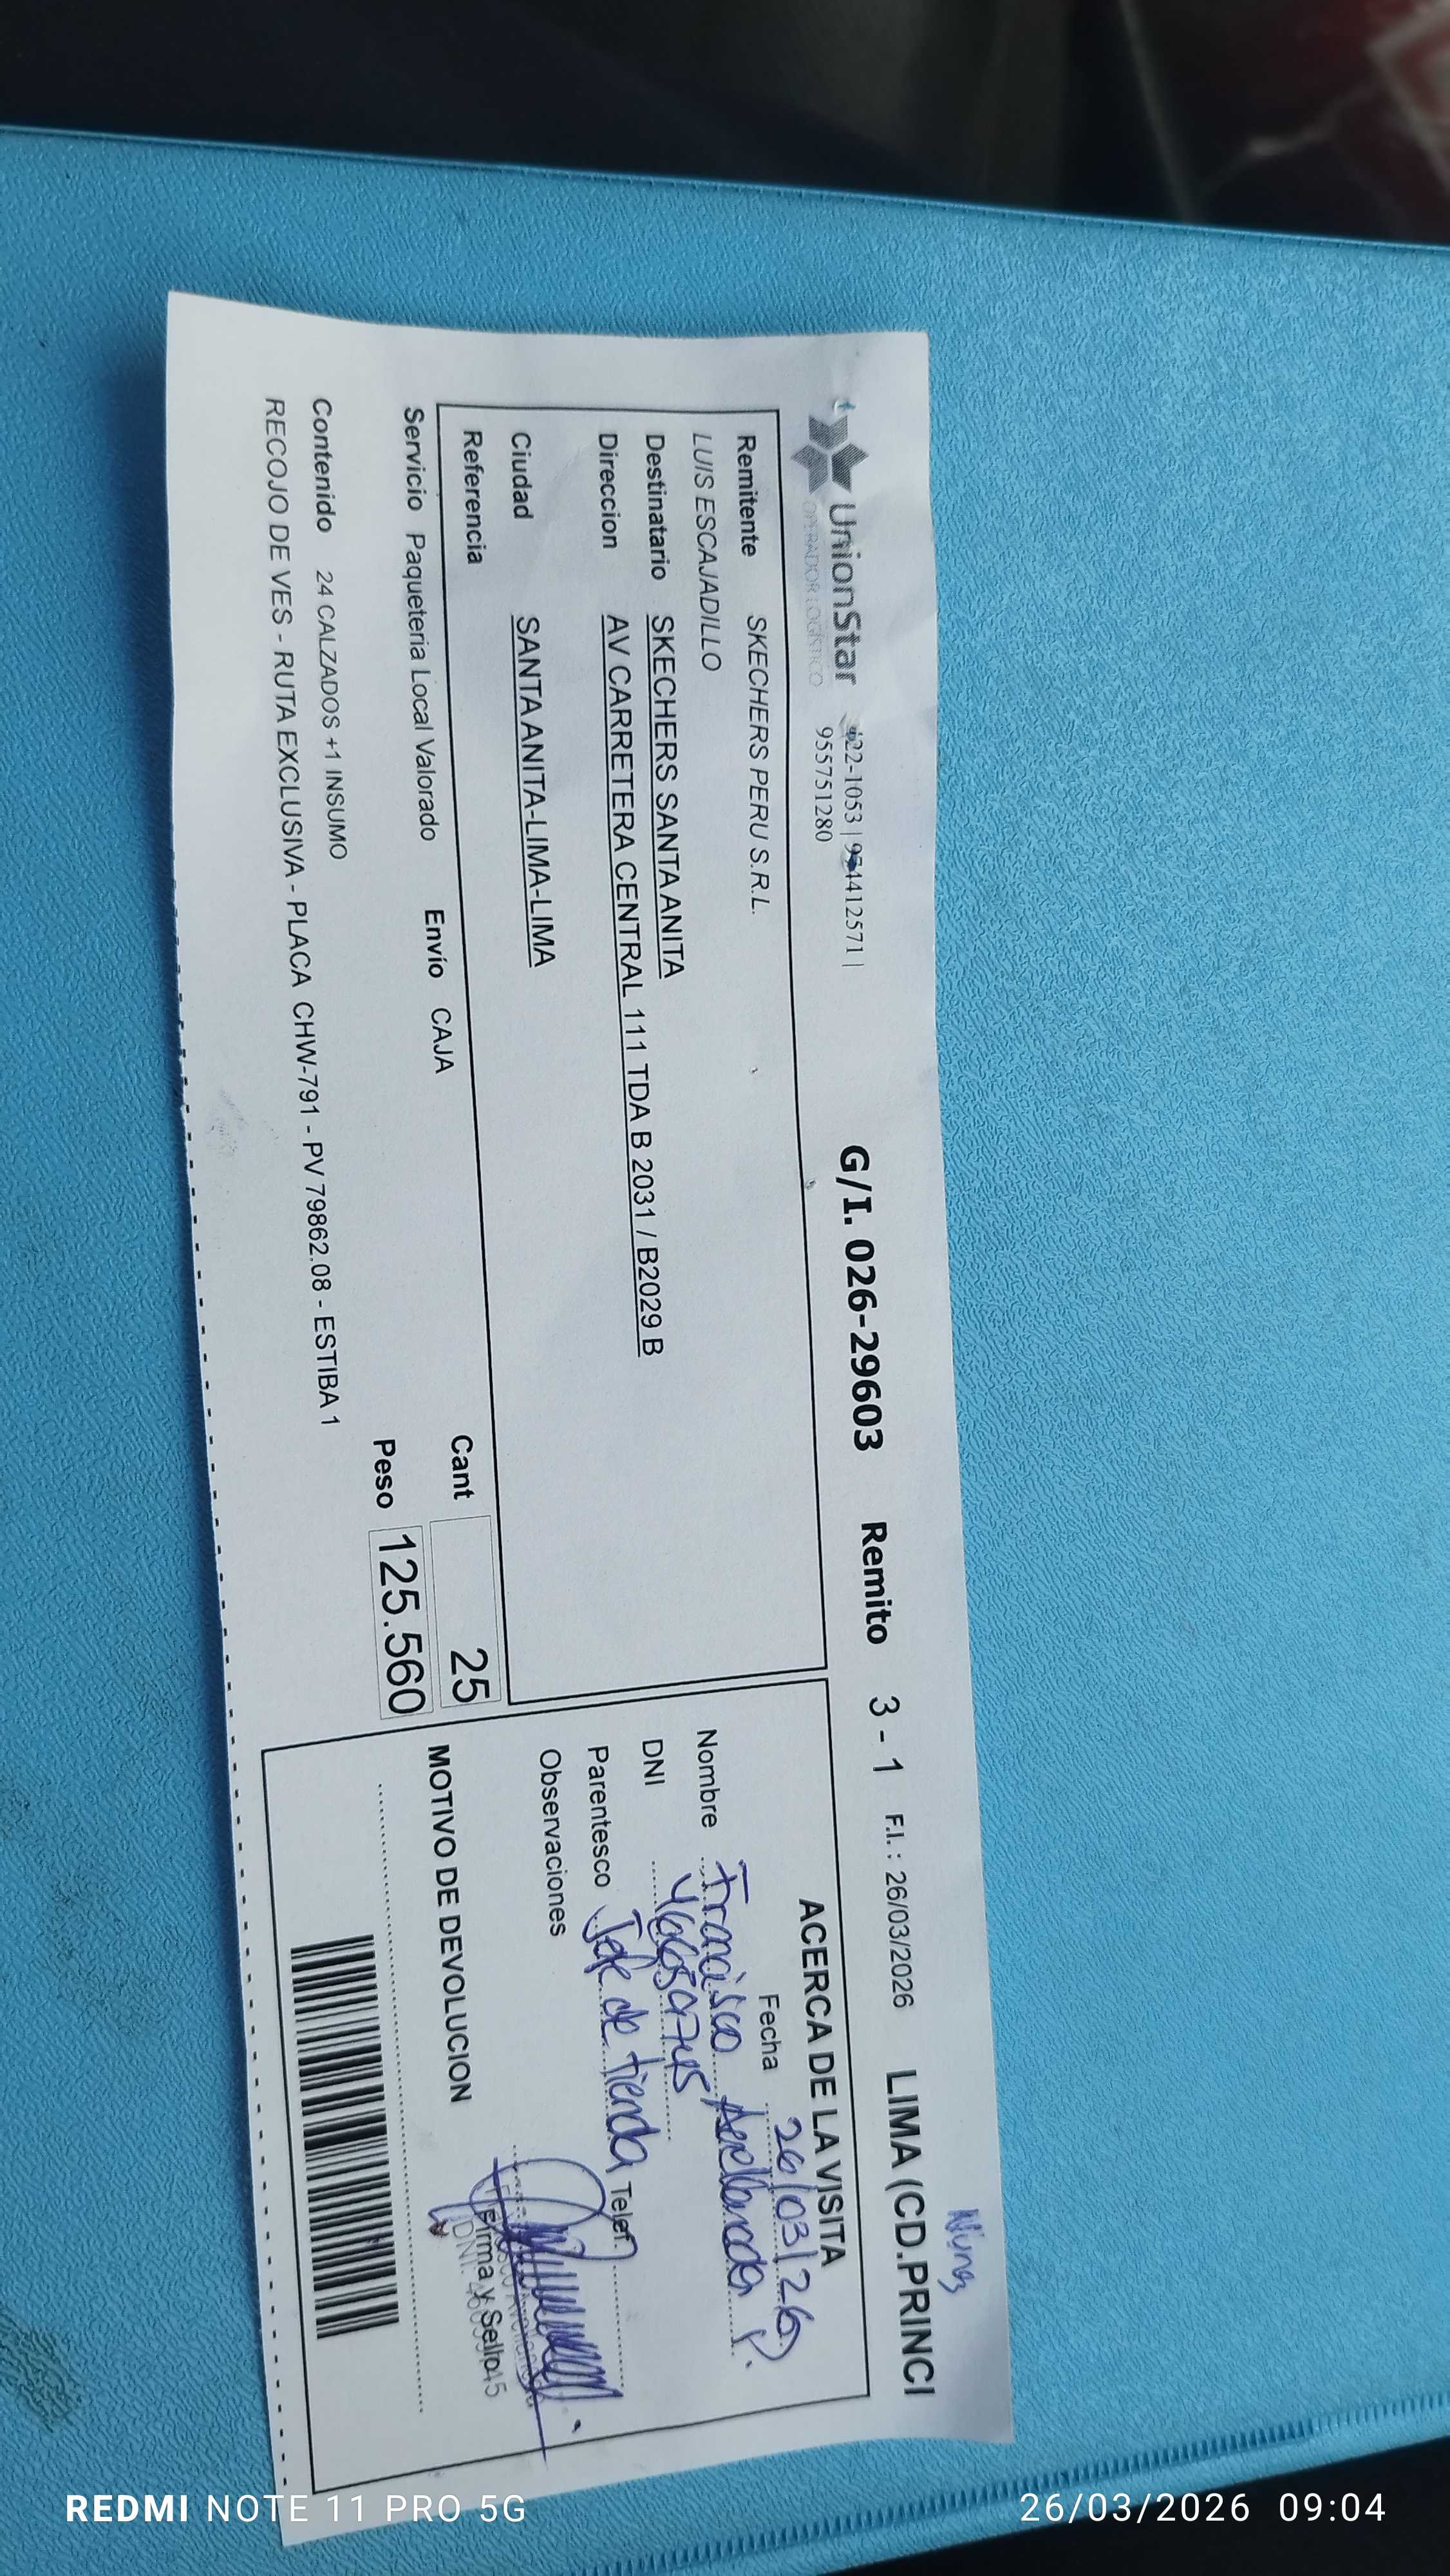 UnionStar
OPERADOR LOGÍSTICO
422-1053 | 954412571 |
955751280
G/I. 026-29603 Remito 3 - 1 F.I. : 26/03/2026 LIMA (CD.PRINCI
Remitente SKECHERS PERU S.R.L.
LUIS ESCAJADILLO
Destinatario SKECHERS SANTA ANITA
Direccion AV CARRETERA CENTRAL 111 TDA B 2031 / B2029 B
Ciudad SANTA ANITA-LIMA-LIMA
Referencia
Servicio Paqueteria Local Valorado Envío CAJA
Cant 25
Contenido 24 CALZADOS +1 INSUMO
Peso 125.560
RECOJO DE VES - RUTA EXCLUSIVA - PLACA CHW-791 - PV 79862.08 - ESTIBA 1
ACERCA DE LA VISITA
Fecha 26/03/26
Nombre Francisco
DNI
Parentesco Jefe de tienda Telef.
Observaciones
Firma y Sello
MOTIVO DE DEVOLUCION
REDMI NOTE 11 PRO 5G
26/03/2026 09:04